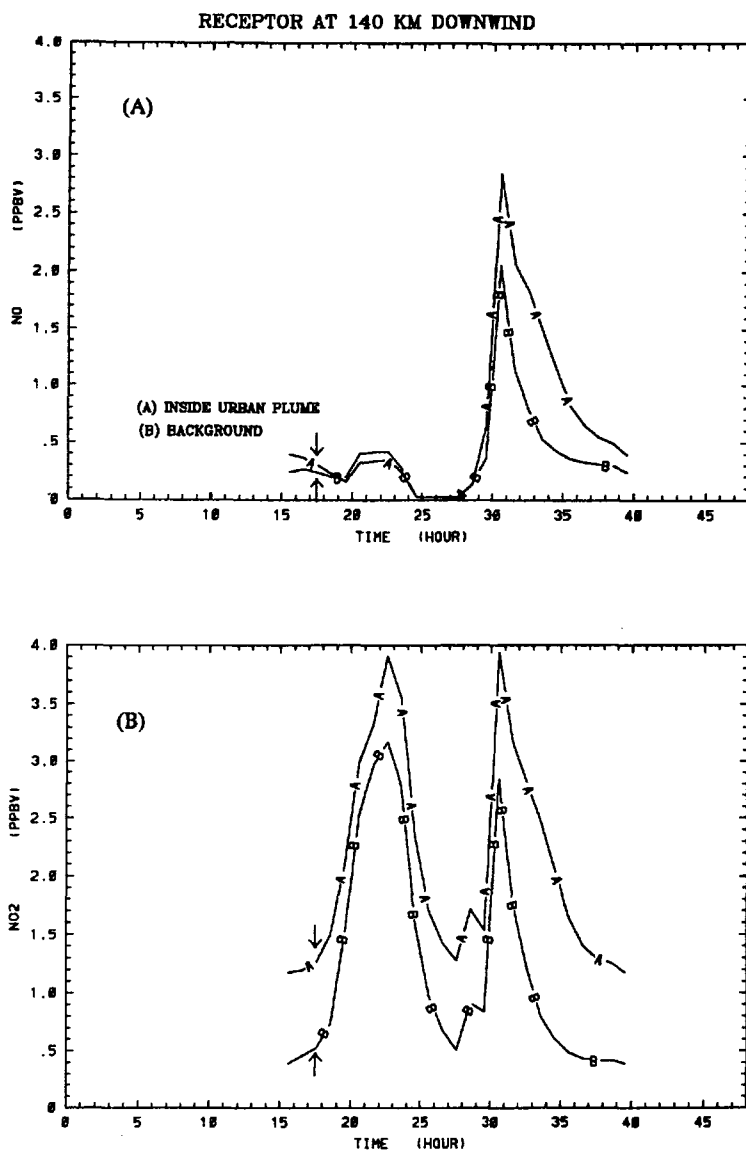 RECEPTOR AT 140 KM DOWNWIND
4.0
3.5
(A)
3.0
2.5
NO (PPBV)
2.0
1.5
1.0
(A) INSIDE URBAN PLUME
(B) BACKGROUND
.5
0
0 5 10 15 20 25 30 35 40 45
TIME (HOUR)
A A A A A A A A A
B B B B B B B B
4.0
3.5
(B)
3.0
2.5
NO2 (PPBV)
2.0
1.5
1.0
.5
0
0 5 10 15 20 25 30 35 40 45
TIME (HOUR)